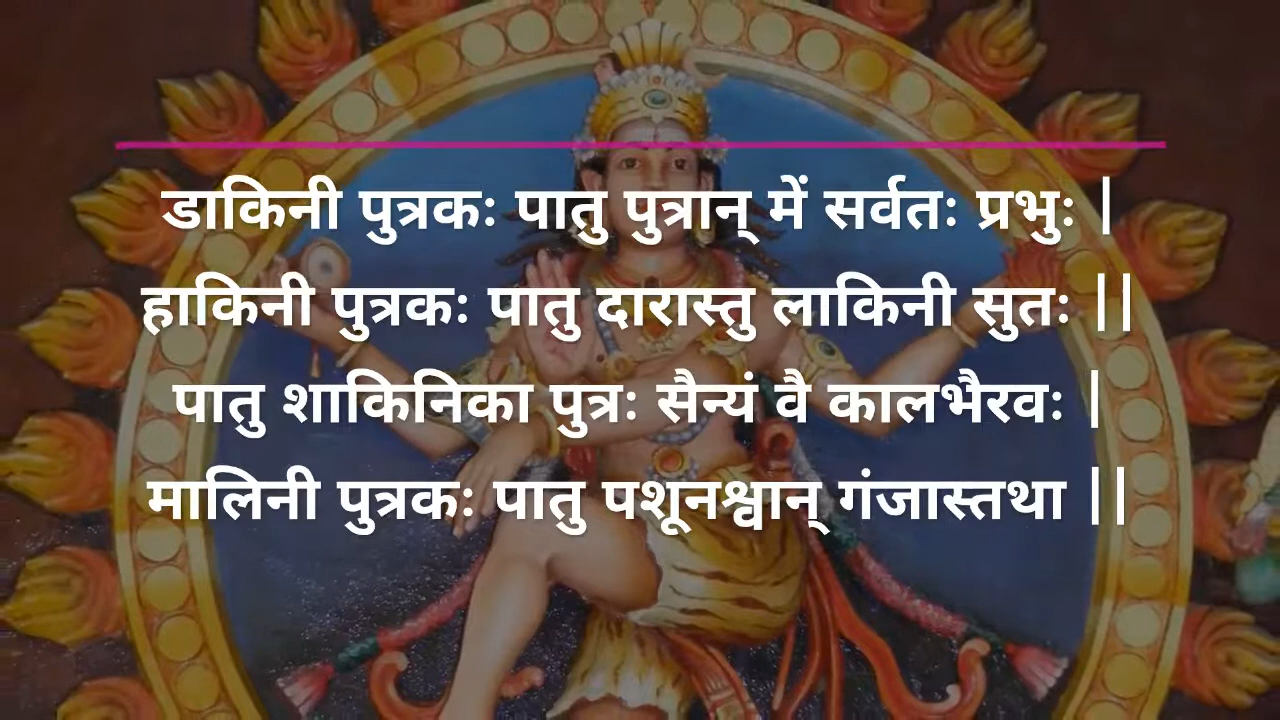 डाकिनी पुत्रकः पातु पुत्रान् में सर्वतः प्रभुः |
हाकिनी पुत्रकः पातु दारास्तु लाकिनी सुतः ||
पातु शाकिनिका पुत्रः सैन्यं वै कालभैरवः |
मालिनी पुत्रकः पातु पशूनश्वान् गंजास्तथा ||